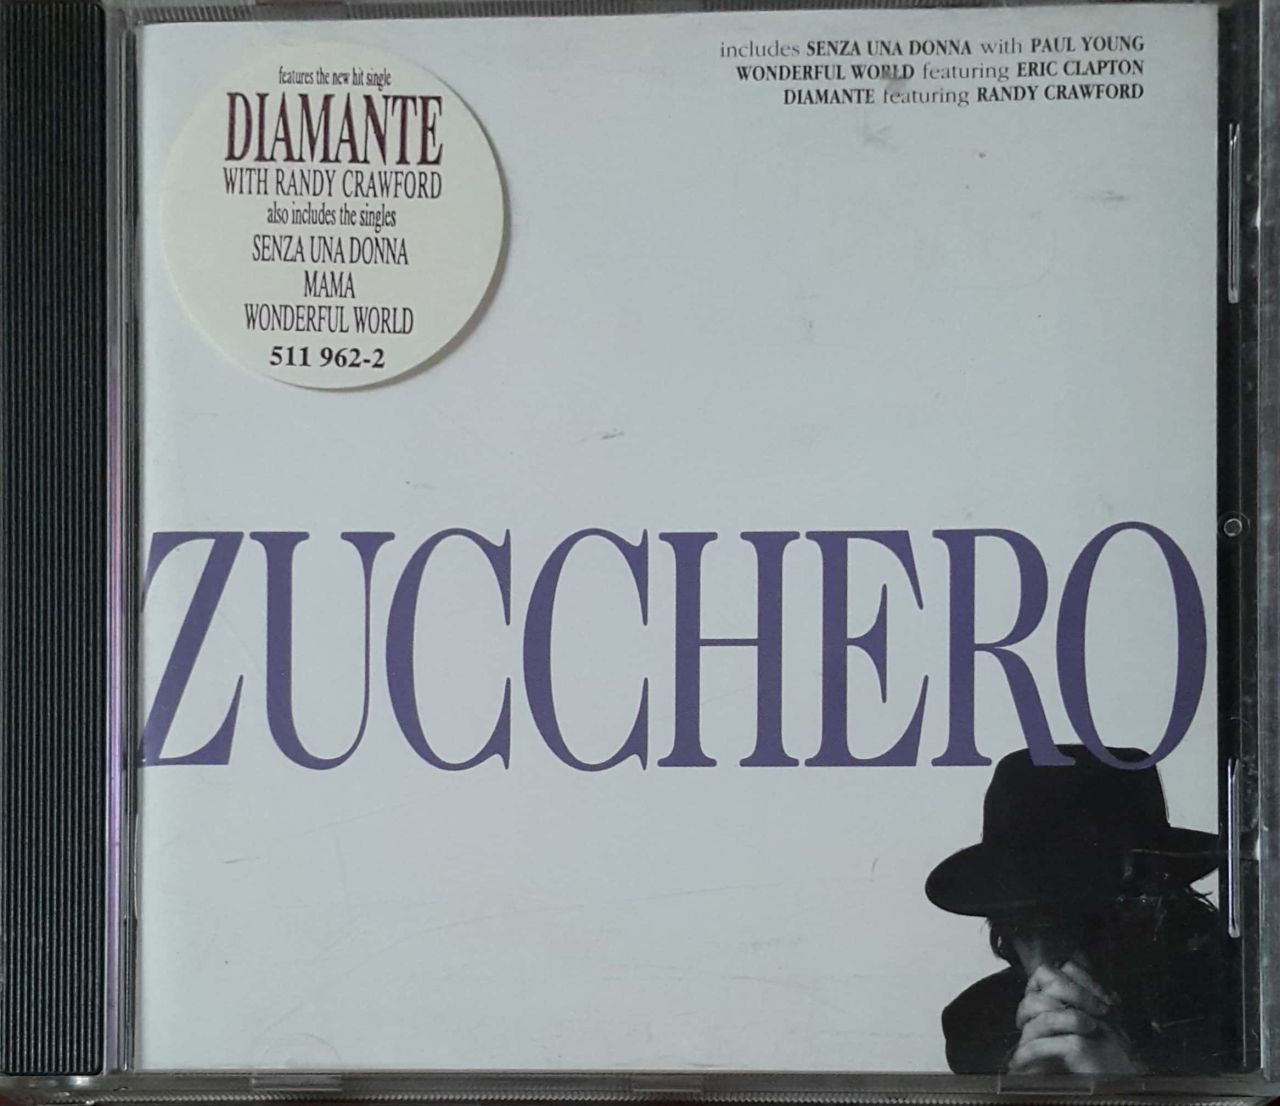 features the new hit single
DIAMANTE
WITH RANDY CRAWFORD
also includes the singles
SENZA UNA DONNA
MAMA
WONDERFUL WORLD
511 962-2
includes SENZA UNA DONNA with PAUL YOUNG
WONDERFUL WORLD featuring ERIC CLAPTON
DIAMANTE featuring RANDY CRAWFORD
ZUCCHERO